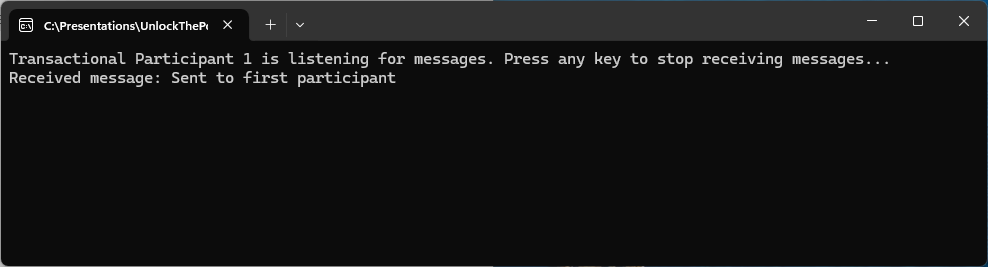 C:\Presentations\UnlockThePo
Transactional Participant 1 is listening for messages. Press any key to stop receiving messages...
Received message: Sent to first participant